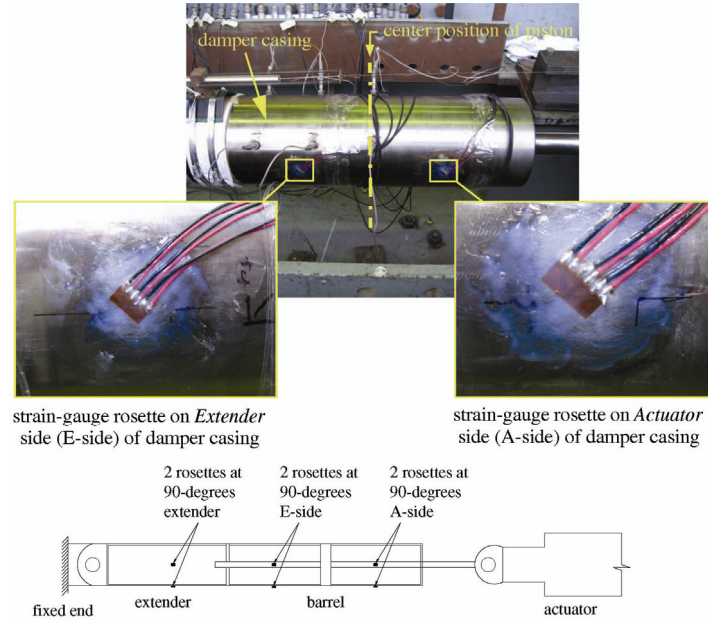 damper casing
center position of piston
strain-gauge rosette on Extender
side (E-side) of damper casing
strain-gauge rosette on Actuator
side (A-side) of damper casing
2 rosettes at
90-degrees
extender
2 rosettes at
90-degrees
E-side
2 rosettes at
90-degrees
A-side
fixed end
extender
barrel
actuator